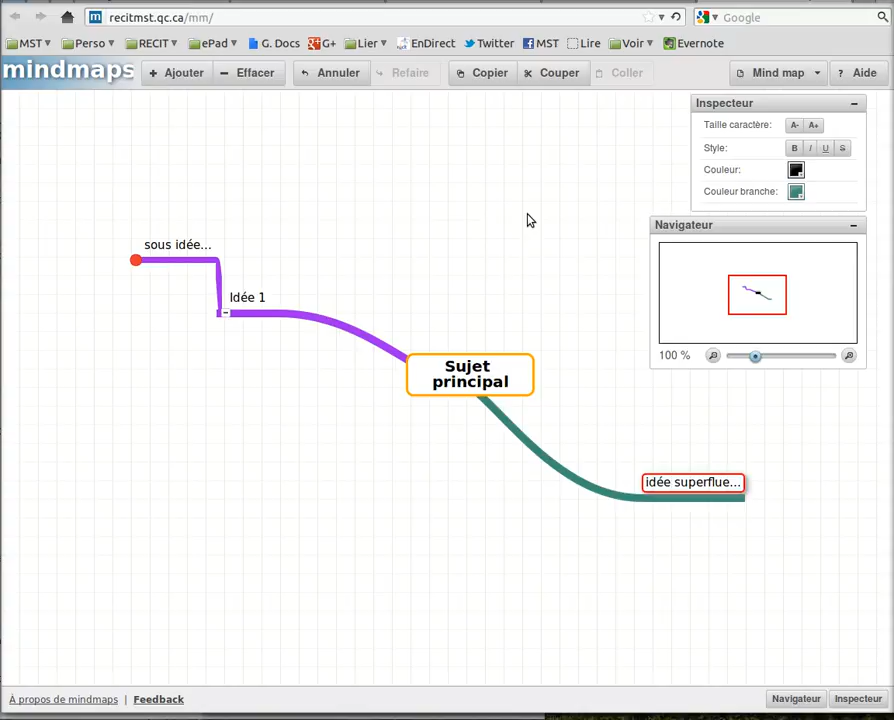 recitmst.qc.ca/mm/
Google
MST Perso RECIT ePad G. Docs G+ Lier EnDirect Twitter MST Lire Voir Evernote
mindmaps
Ajouter Effacer Annuler Refaire Copier Couper Coller Mind map Aide
Inspecteur
Taille caractère: A- A+
Style: B I U S
Couleur:
Couleur branche:
Navigateur
100 %
sous idée...
Idée 1
Sujet
principal
idée superflue...
À propos de mindmaps | Feedback
Navigateur Inspecteur